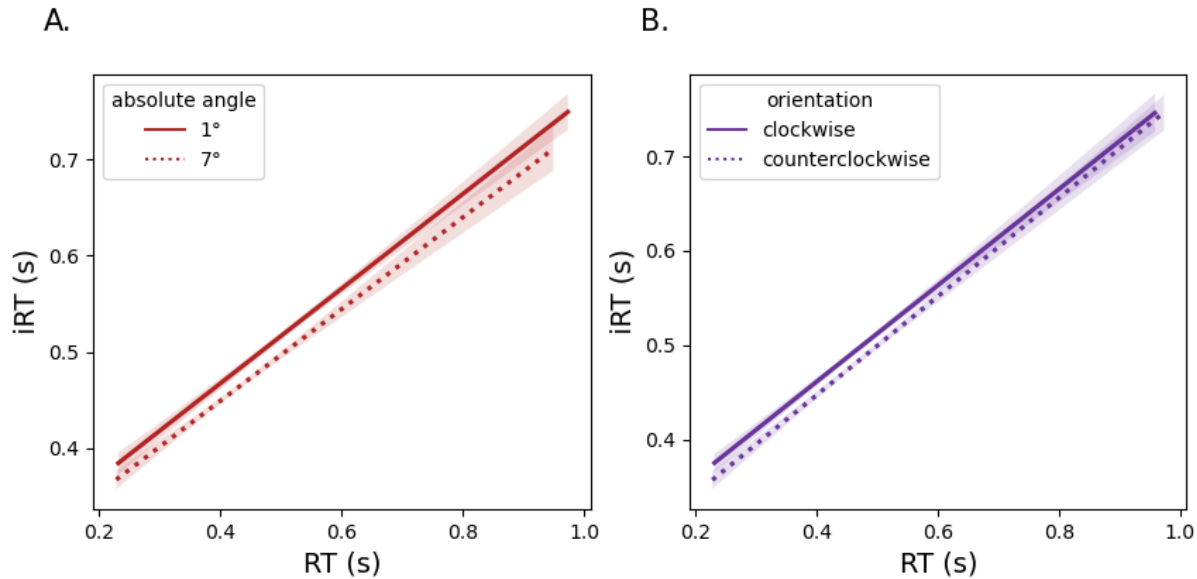 A.
absolute angle
1°
7°
0.7
0.6
0.5
0.4
iRT (s)
0.2
0.4
0.6
0.8
1.0
RT (s)
B.
orientation
clockwise
counterclockwise
0.7
0.6
0.5
0.4
iRT (s)
0.2
0.4
0.6
0.8
1.0
RT (s)